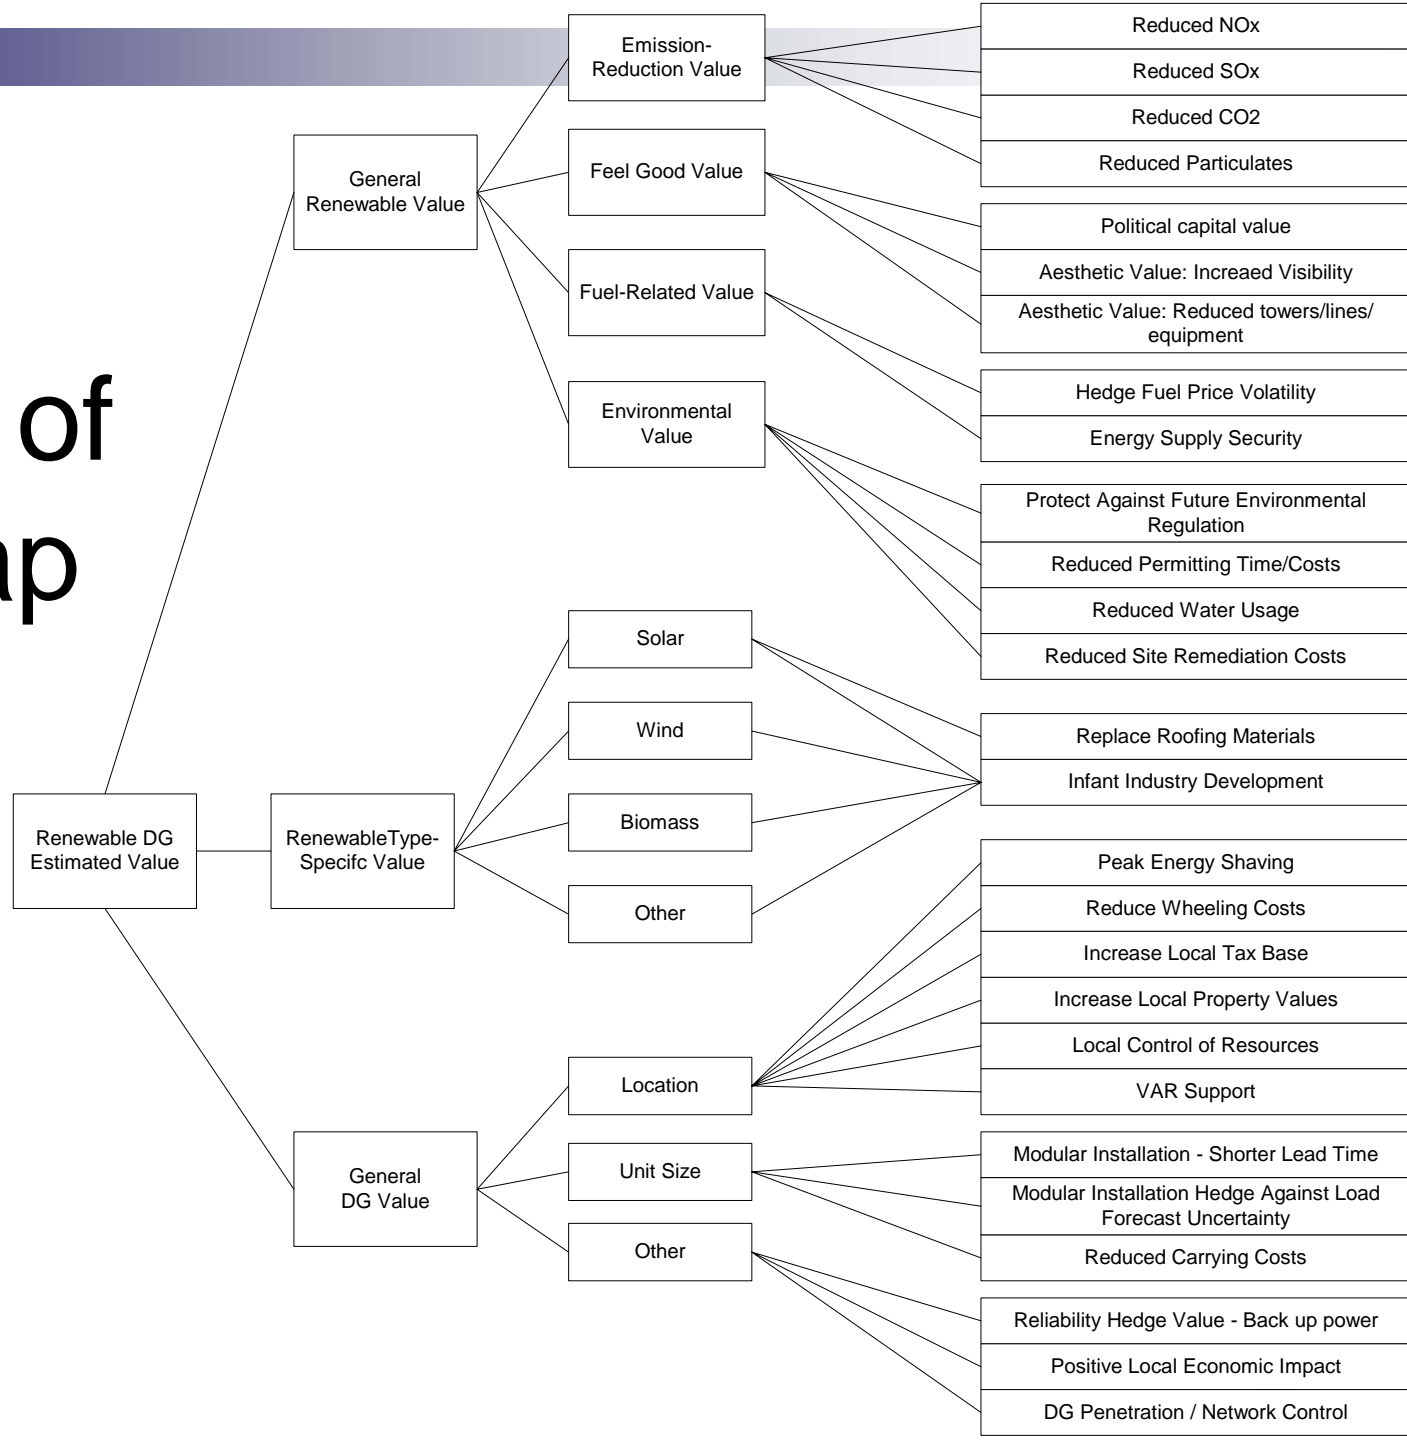 Emission-
Reduction Value
Reduced NOx
Reduced SOx
Reduced CO2
Reduced Particulates
General
Renewable Value
Feel Good Value
Political capital value
Aesthetic Value: Increaed Visibility
Aesthetic Value: Reduced towers/lines/
equipment
Fuel-Related Value
Hedge Fuel Price Volatility
Energy Supply Security
of
Environmental
Value
Protect Against Future Environmental
Regulation
Reduced Permitting Time/Costs
Reduced Water Usage
Reduced Site Remediation Costs
ap
Solar
Wind
Biomass
Other
Replace Roofing Materials
Infant Industry Development
Renewable DG
Estimated Value
RenewableType-
Specifc Value
Peak Energy Shaving
Reduce Wheeling Costs
Increase Local Tax Base
Increase Local Property Values
Local Control of Resources
VAR Support
Location
General
DG Value
Unit Size
Modular Installation - Shorter Lead Time
Modular Installation Hedge Against Load
Forecast Uncertainty
Reduced Carrying Costs
Other
Reliability Hedge Value - Back up power
Positive Local Economic Impact
DG Penetration / Network Control